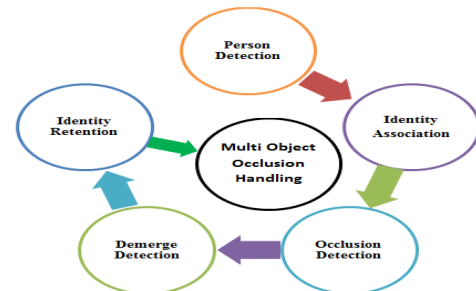 Person
Detection
Identity
Association
Occlusion
Detection
Demerge
Detection
Identity
Retention
Multi Object
Occlusion
Handling